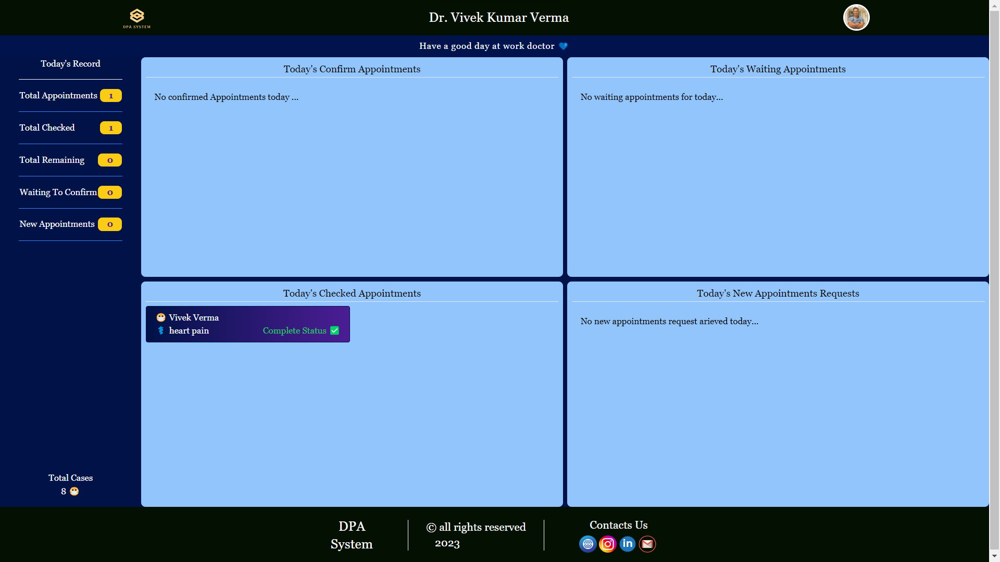 DPA SYSTEM
Dr. Vivek Kumar Verma
Have a good day at work doctor 💙
Today's Record
Total Appointments 1
Total Checked 1
Total Remaining 0
Waiting To Confirm 0
New Appointments 0
Total Cases
8 😷
Today's Confirm Appointments
No confirmed Appointments today ...
Today's Waiting Appointments
No waiting appointments for today...
Today's Checked Appointments
😷 Vivek Verma
⚕ heart pain Complete Status ✅
Today's New Appointments Requests
No new appointments request arieved today...
DPA
System
© all rights reserved
2023
Contacts Us
in